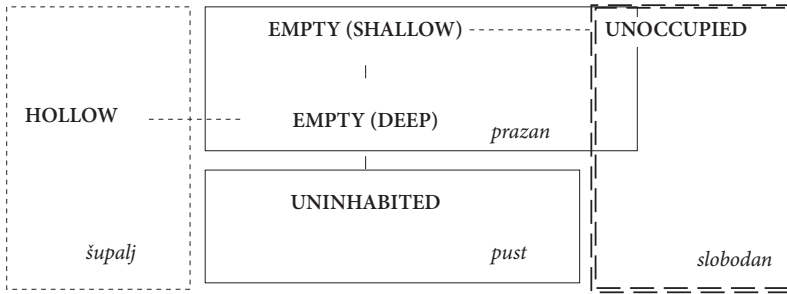 EMPTY (SHALLOW)
UNOCCUPIED
HOLLOW
EMPTY (DEEP)
prazan
UNINHABITED
šupalj
pust
slobodan